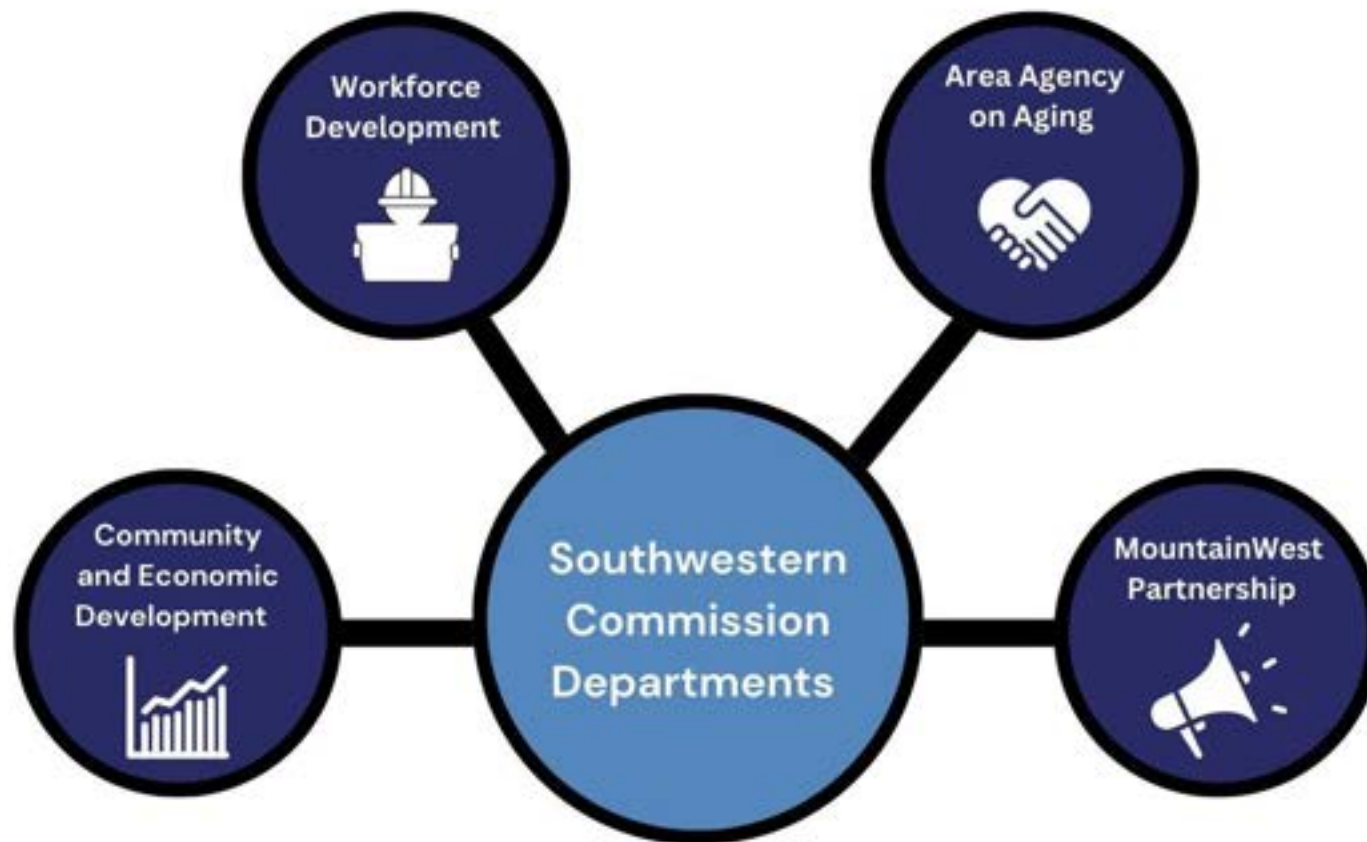 Workforce
Development
Area Agency
on Aging
Community
and Economic
Development
Southwestern
Commission
Departments
MountainWest
Partnership